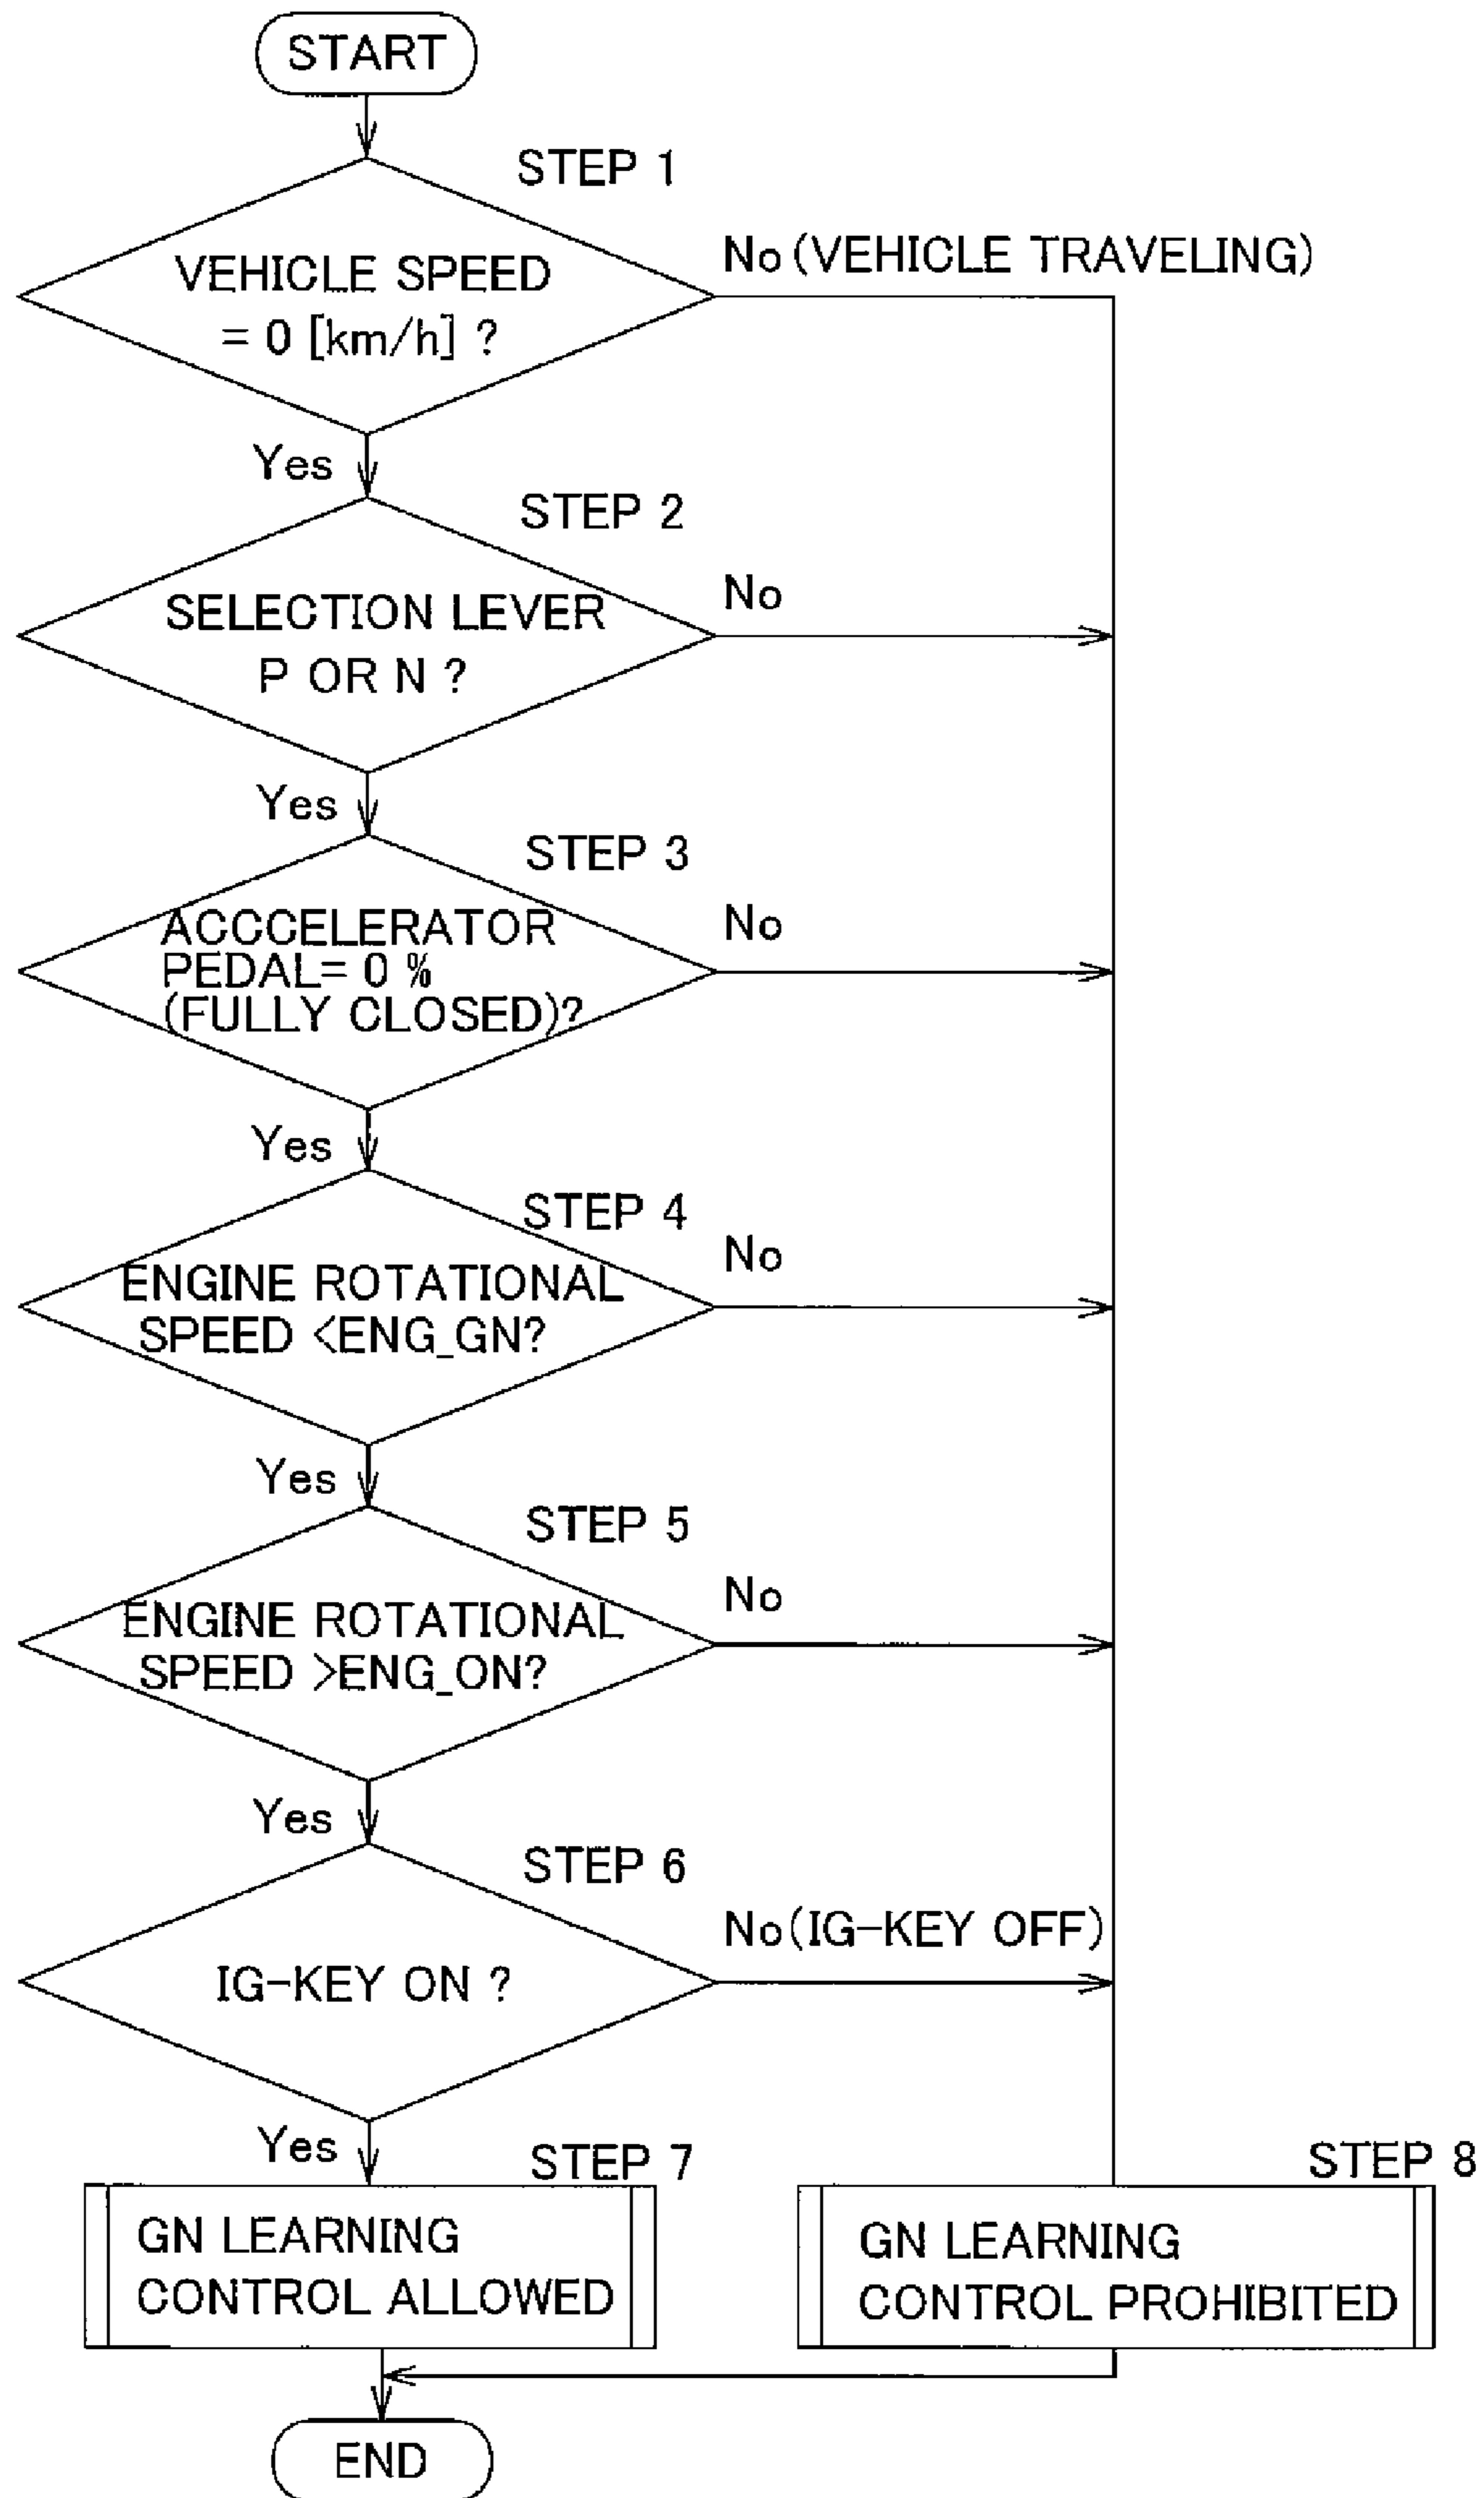 START
STEP 1
No (VEHICLE TRAVELING)
VEHICLE SPEED
= 0 [km/h] ?
Yes
STEP 2
No
SELECTION LEVER
P OR N ?
Yes
STEP 3
No
ACCCELERATOR
PEDAL= 0 %
(FULLY CLOSED)?
Yes
STEP 4
No
ENGINE ROTATIONAL
SPEED <ENG_GN?
Yes
STEP 5
No
ENGINE ROTATIONAL
SPEED >ENG_ON?
Yes
STEP 6
No(IG-KEY OFF)
IG-KEY ON ?
Yes
STEP 7
STEP 8
GN LEARNING
CONTROL ALLOWED
GN LEARNING
CONTROL PROHIBITED
END